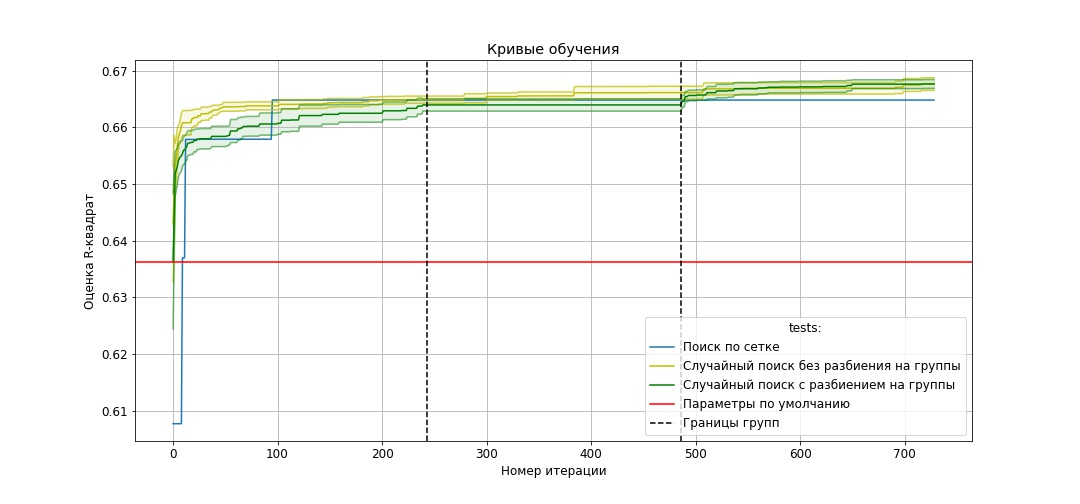 Кривые обучения
Оценка R-квадрат
0.67
0.66
0.65
0.64
0.63
0.62
0.61
0
100
200
300
400
500
600
700
Номер итерации
tests:
Поиск по сетке
Случайный поиск без разбиения на группы
Случайный поиск с разбиением на группы
Параметры по умолчанию
Границы групп